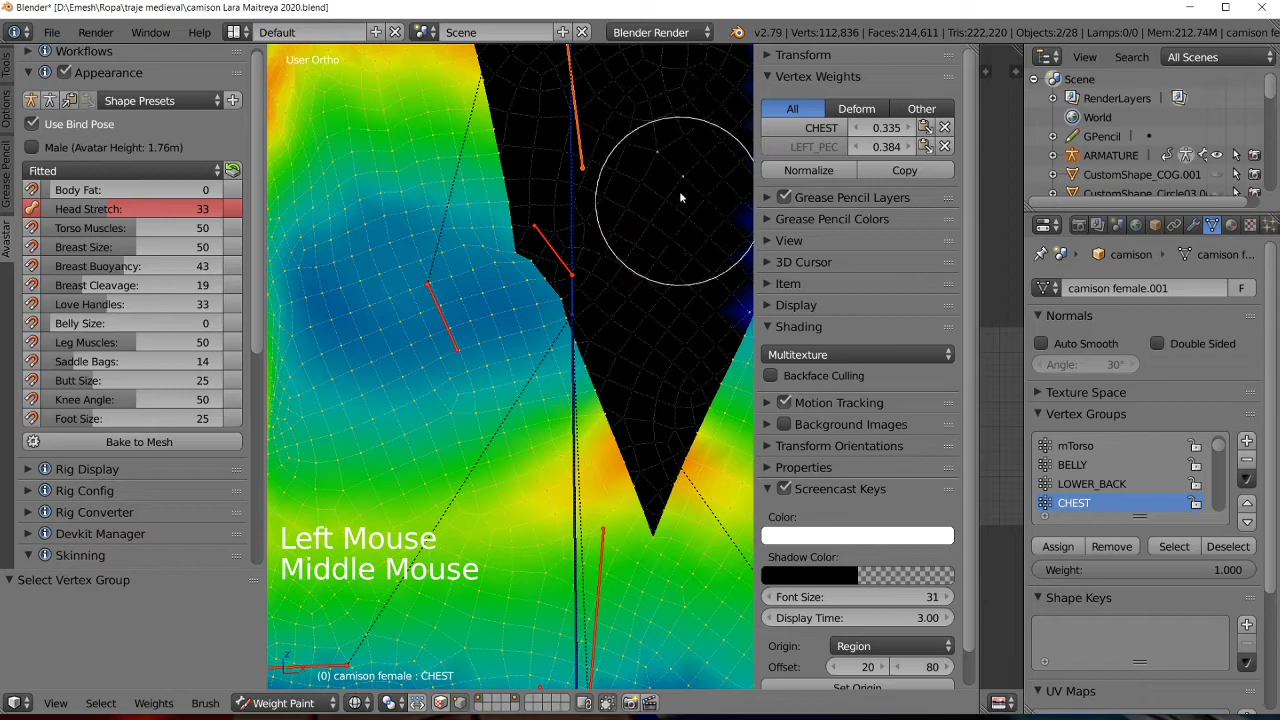 Blender* [D:\Emesh\Ropa\traje medieval\camison Lara Maitreya 2020.blend]
File Render Window Help Default Scene Blender Render v2.79 | Verts:112,836 | Faces:214,611 | Tris:222,220 | Objects:2/28 | Lamps:0/0 | Mem:212.74M | camison fe
Tools
Options
Grease Pencil
Avastar
Workflows
Appearance
Shape Presets
Use Bind Pose
Male (Avatar Height: 1.76m)
Fitted
Body Fat: 0
Head Stretch: 33
Torso Muscles: 50
Breast Size: 50
Breast Buoyancy: 43
Breast Cleavage: 19
Love Handles: 33
Belly Size: 0
Leg Muscles: 50
Saddle Bags: 14
Butt Size: 25
Knee Angle: 50
Foot Size: 25
Bake to Mesh
Rig Display
Rig Config
Rig Converter
Devkit Manager
Skinning
Select Vertex Group
User Ortho
Left Mouse
Middle Mouse
z
(0) camison female : CHEST
View Select Weights Brush Weight Paint
Transform
Vertex Weights
All Deform Other
CHEST 0.335
LEFT_PEC 0.384
Normalize Copy
Grease Pencil Layers
Grease Pencil Colors
View
3D Cursor
Item
Display
Shading
Multitexture
Backface Culling
Motion Tracking
Background Images
Transform Orientations
Properties
Screencast Keys
Color:
Shadow Color:
Font Size: 31
Display Time: 3.00
Origin: Region
Offset: 20 80
Set Origin
View Search All Scenes
Scene
RenderLayers
World
GPencil
ARMATURE
CustomShape_COG.001
CustomShape_Circle03.0
camison camison f...
camison female.001 F
Normals
Auto Smooth Double Sided
Angle: 30°
Texture Space
Vertex Groups
mTorso
BELLY
LOWER_BACK
CHEST
Assign Remove Select Deselect
Weight: 1.000
Shape Keys
UV Maps